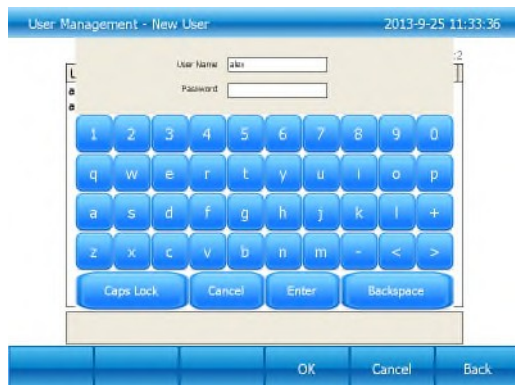 User Management - New User 2013-9-25 11:33:36
User Name alex
Password
1 2 3 4 5 6 7 8 9 0
q w e r t y u i o p
a s d f g h j k l +
z x c v b n m - < >
Caps Lock Cancel Enter Backspace
OK Cancel Back